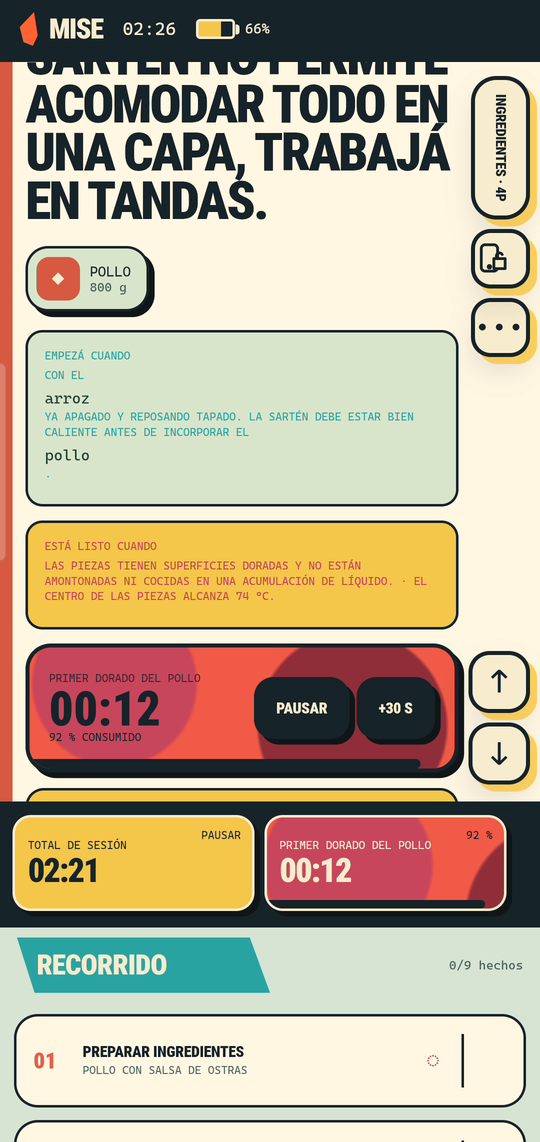 MISE 02:26 66%
SARTÉN NO PERMITE
ACOMODAR TODO EN
UNA CAPA, TRABAJÁ
EN TANDAS.
INGREDIENTES · 4P
POLLO
800 g
EMPEZÁ CUANDO
CON EL
arroz
YA APAGADO Y REPOSANDO TAPADO. LA SARTÉN DEBE ESTAR BIEN
CALIENTE ANTES DE INCORPORAR EL
pollo
.
ESTÁ LISTO CUANDO
LAS PIEZAS TIENEN SUPERFICIES DORADAS Y NO ESTÁN
AMONTONADAS NI COCIDAS EN UNA ACUMULACIÓN DE LÍQUIDO. · EL
CENTRO DE LAS PIEZAS ALCANZA 74 °C.
PRIMER DORADO DEL POLLO
00:12
92 % CONSUMIDO
PAUSAR
+30 S
↑
↓
TOTAL DE SESIÓN
PAUSAR
02:21
PRIMER DORADO DEL POLLO
92 %
00:12
RECORRIDO
0/9 hechos
01
PREPARAR INGREDIENTES
POLLO CON SALSA DE OSTRAS